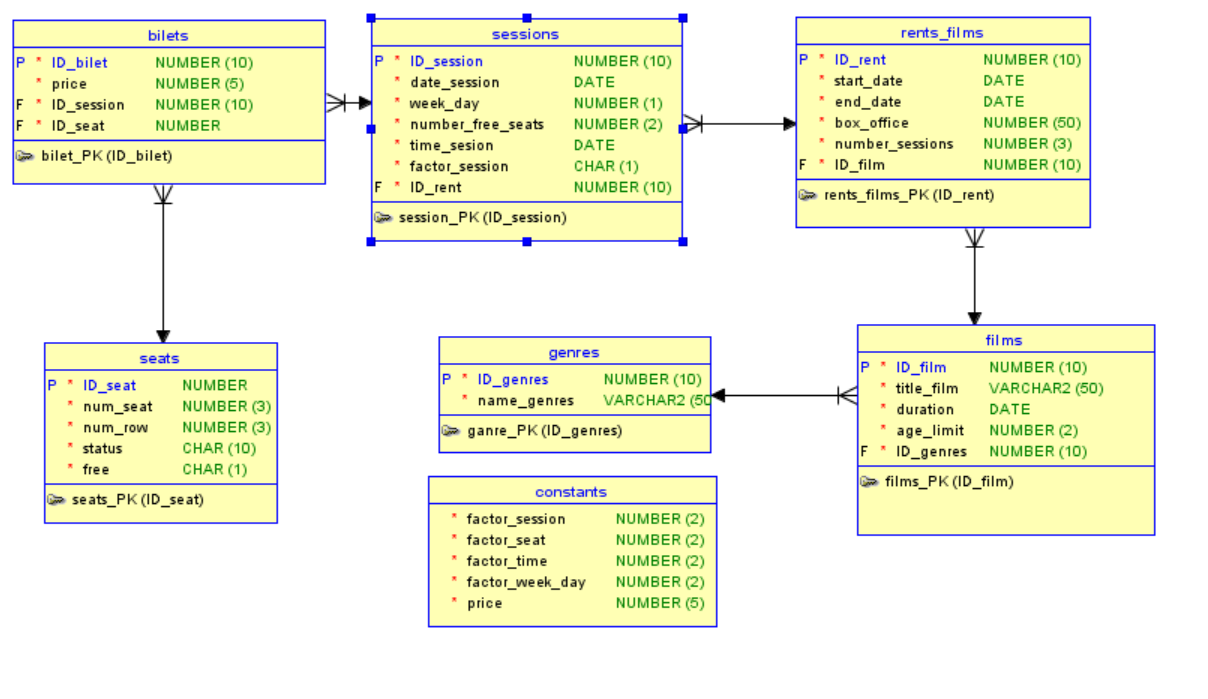 bilets
P * ID_bilet NUMBER (10)
* price NUMBER (5)
F * ID_session NUMBER (10)
F * ID_seat NUMBER
bilet_PK (ID_bilet)
sessions
P * ID_session NUMBER (10)
* date_session DATE
* week_day NUMBER (1)
* number_free_seats NUMBER (2)
* time_sesion DATE
* factor_session CHAR (1)
F * ID_rent NUMBER (10)
session_PK (ID_session)
rents_films
P * ID_rent NUMBER (10)
* start_date DATE
* end_date DATE
* box_office NUMBER (50)
* number_sessions NUMBER (3)
F * ID_film NUMBER (10)
rents_films_PK (ID_rent)
seats
P * ID_seat NUMBER
* num_seat NUMBER (3)
* num_row NUMBER (3)
* status CHAR (10)
* free CHAR (1)
seats_PK (ID_seat)
genres
P * ID_genres NUMBER (10)
* name_genres VARCHAR2 (50
ganre_PK (ID_genres)
films
P * ID_film NUMBER (10)
* title_film VARCHAR2 (50)
* duration DATE
* age_limit NUMBER (2)
F * ID_genres NUMBER (10)
films_PK (ID_film)
constants
* factor_session NUMBER (2)
* factor_seat NUMBER (2)
* factor_time NUMBER (2)
* factor_week_day NUMBER (2)
* price NUMBER (5)